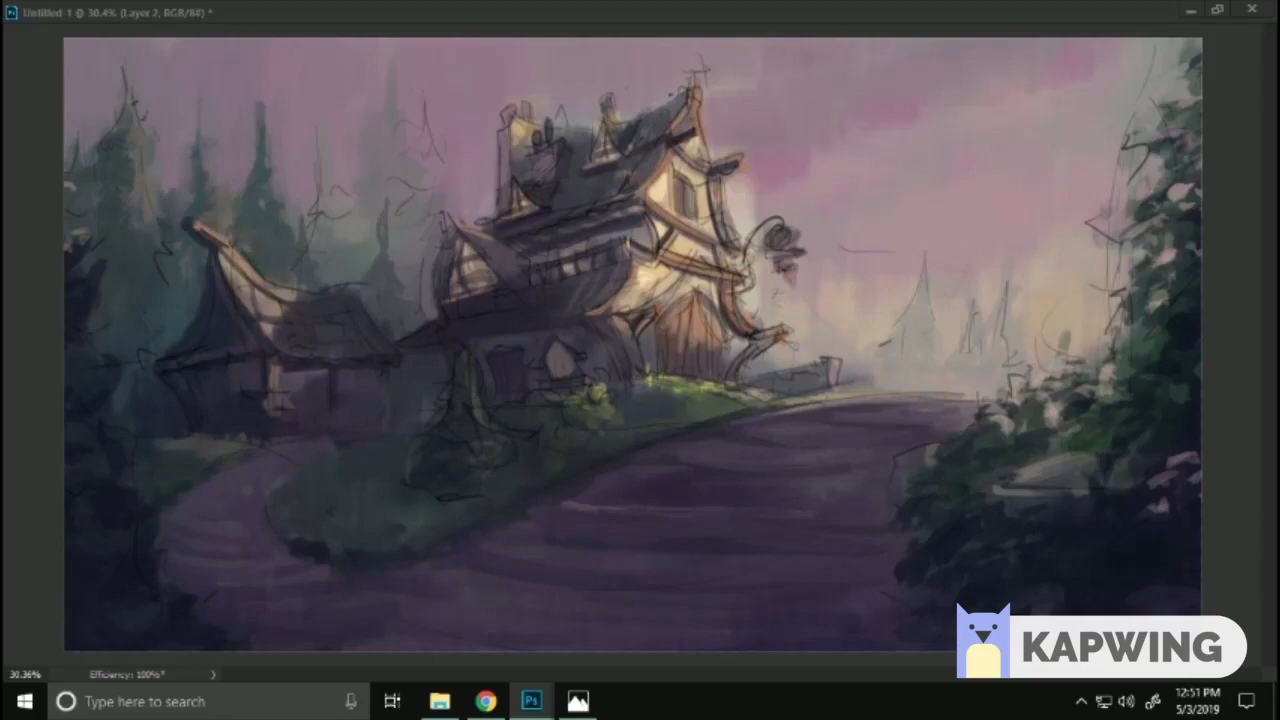 Untitled-1 @ 30.4% (Layer 2, RGB/8#) *
KAPWING
30.36%
Efficiency: 100%*
Type here to search
Ps
12:51 PM
5/3/2019